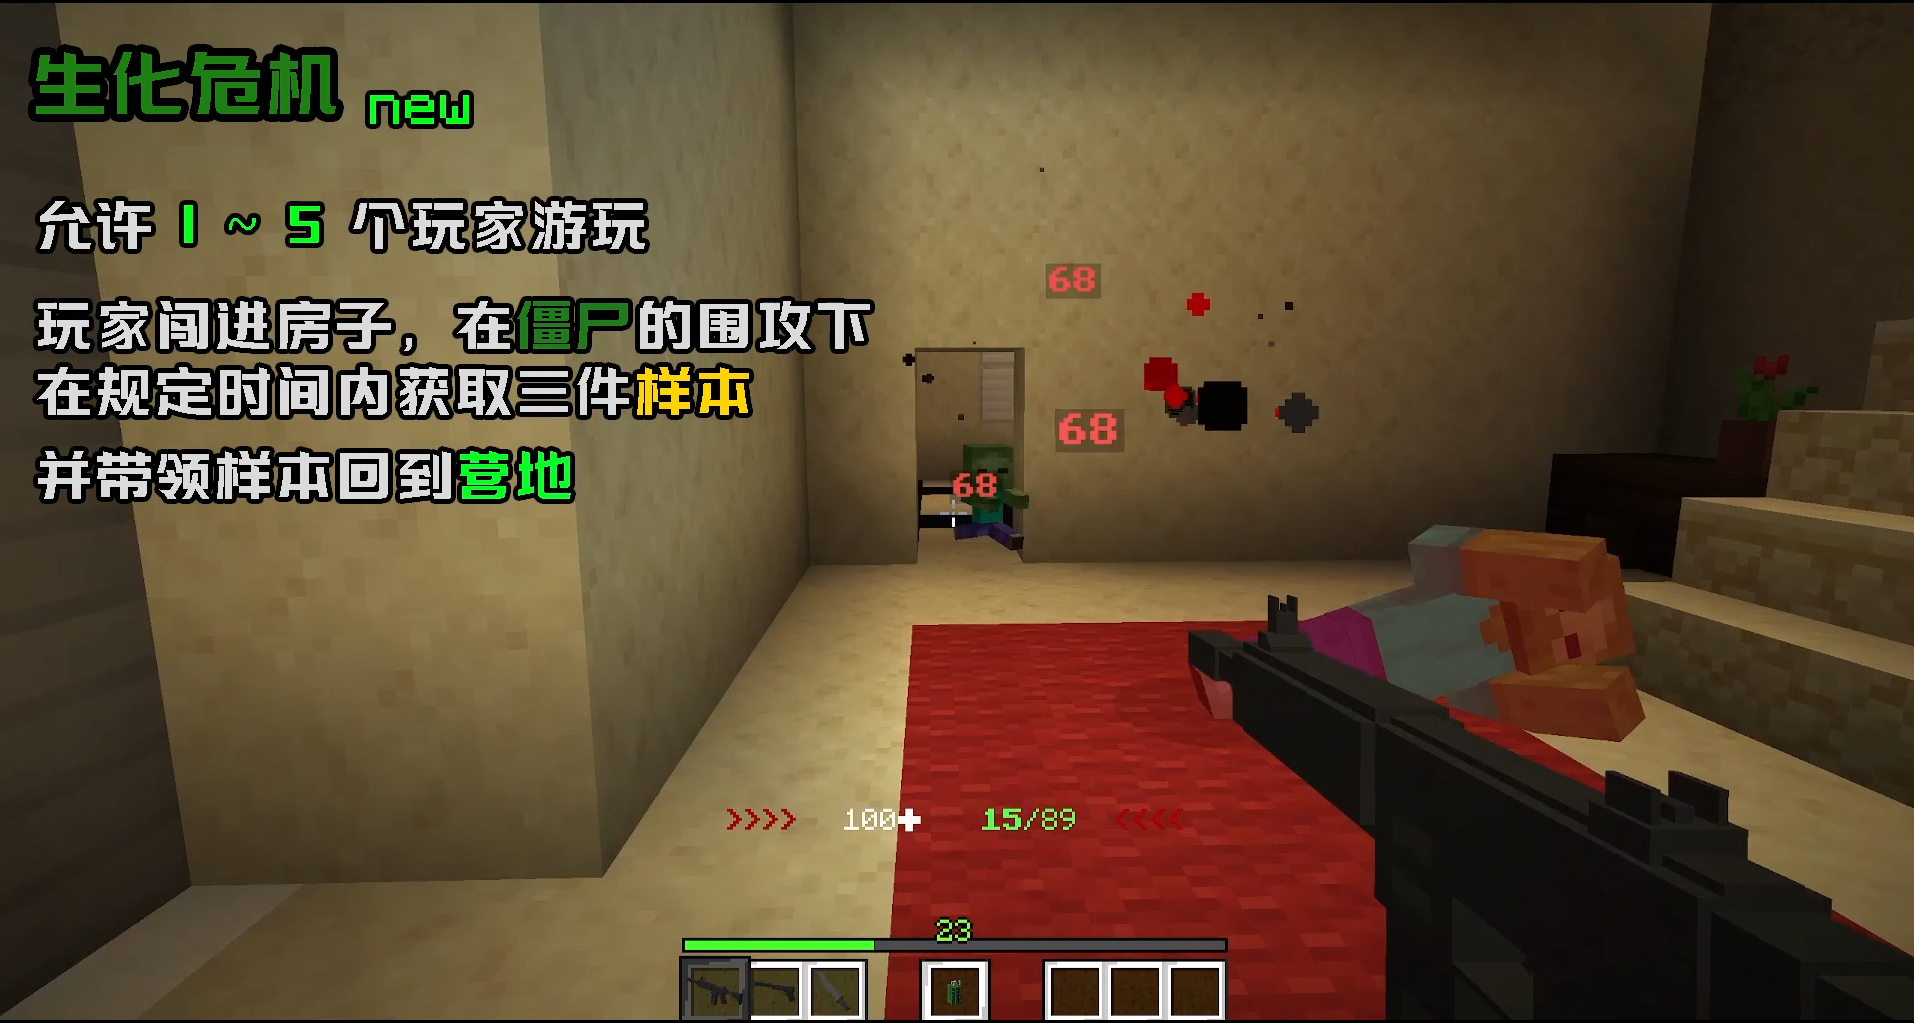 生化危机 new
允许 1 ~ 5 个玩家游玩
玩家闯进房子，在僵尸的围攻下
在规定时间内获取三件样本
并带领样本回到营地
68
68
68
>>>> 100✚ 15/89 <<<<
23